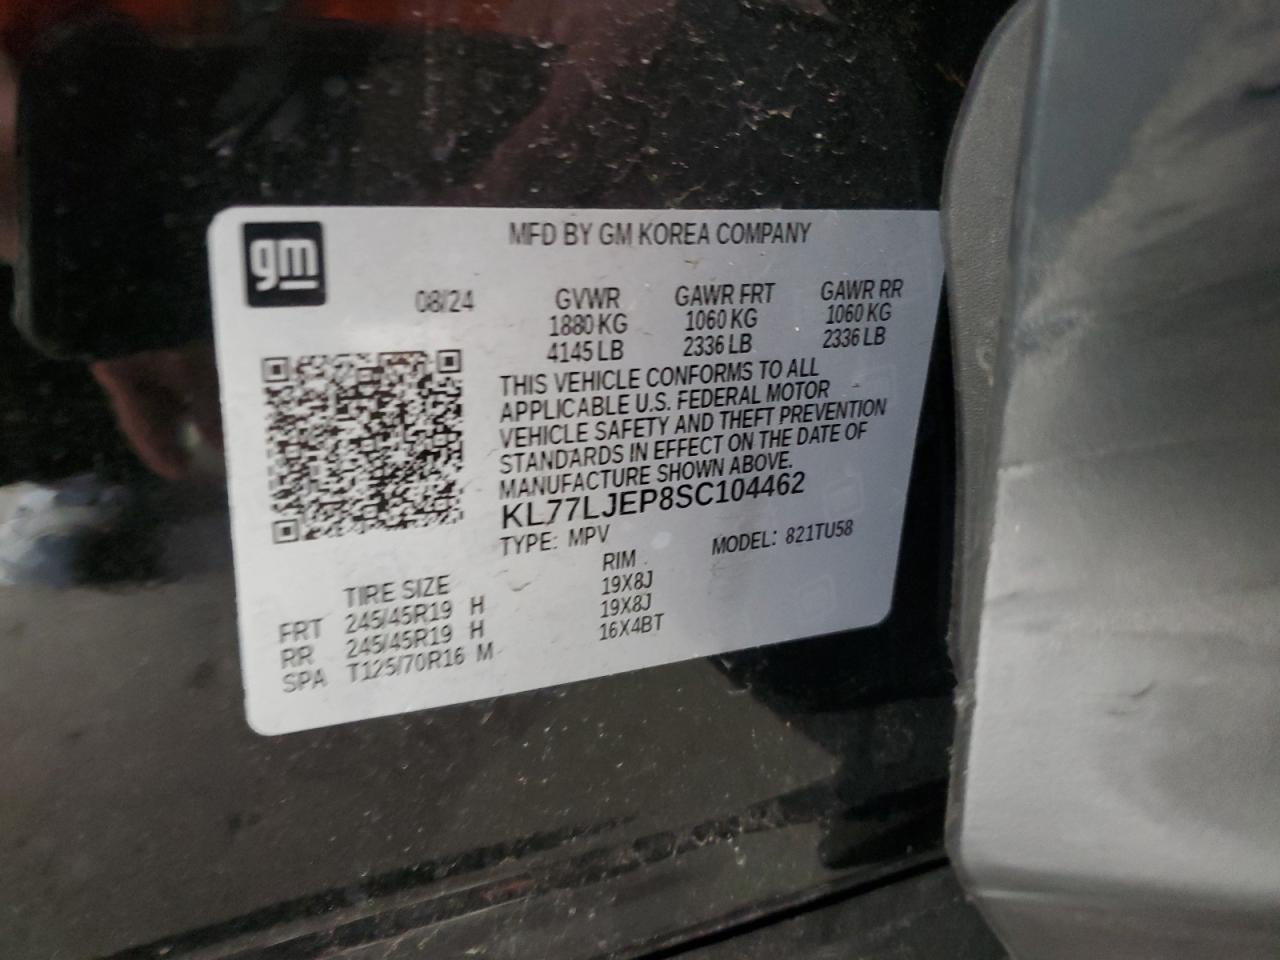 gm
MFD BY GM KOREA COMPANY
08/24 GVWR GAWR FRT GAWR RR
1880 KG 1060 KG 1060 KG
4145 LB 2336 LB 2336 LB
THIS VEHICLE CONFORMS TO ALL
APPLICABLE U.S. FEDERAL MOTOR
VEHICLE SAFETY AND THEFT PREVENTION
STANDARDS IN EFFECT ON THE DATE OF
MANUFACTURE SHOWN ABOVE.
KL77LJEP8SC104462
TYPE: MPV MODEL: 821TU58
TIRE SIZE RIM
FRT 245/45R19 H 19X8J
RR 245/45R19 H 19X8J
SPA T125/70R16 M 16X4BT